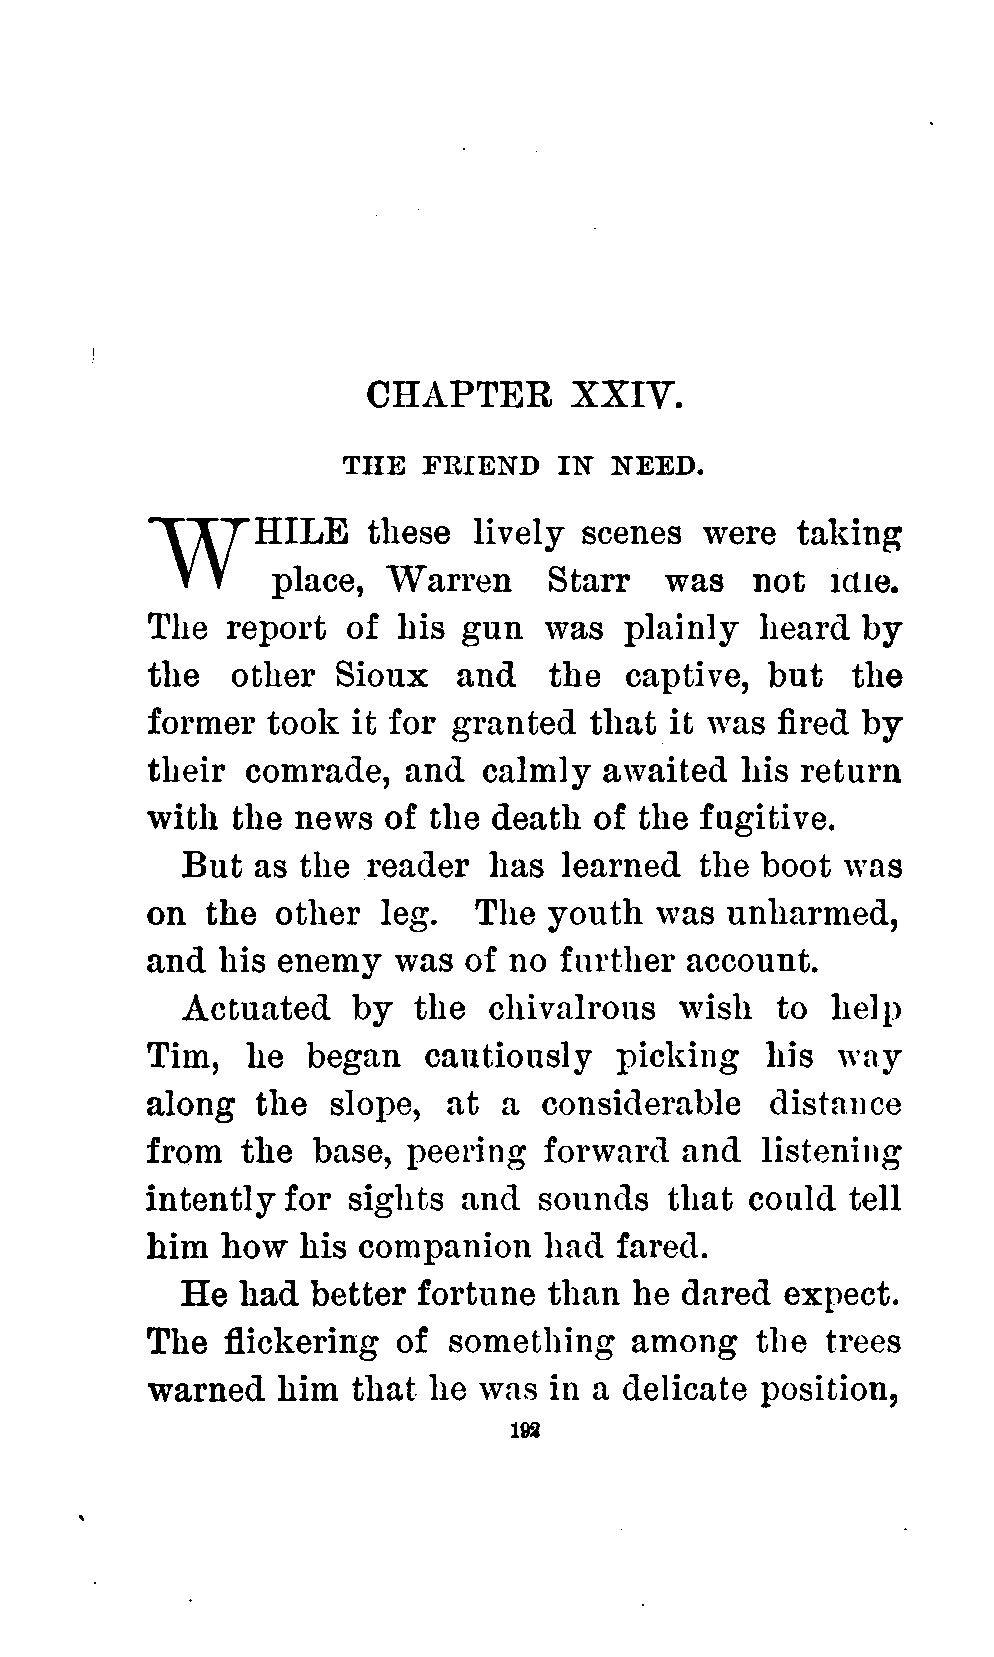 CHAPTER XXIV.
THE FRIEND IN NEED.
WHILE these lively scenes were taking
place, Warren Starr was not idle.
The report of his gun was plainly heard by
the other Sioux and the captive, but the
former took it for granted that it was fired by
their comrade, and calmly awaited his return
with the news of the death of the fugitive.
But as the reader has learned the boot was
on the other leg. The youth was unharmed,
and his enemy was of no further account.
Actuated by the chivalrous wish to help
Tim, he began cautiously picking his way
along the slope, at a considerable distance
from the base, peering forward and listening
intently for sights and sounds that could tell
him how his companion had fared.
He had better fortune than he dared expect.
The flickering of something among the trees
warned him that he was in a delicate position,
192